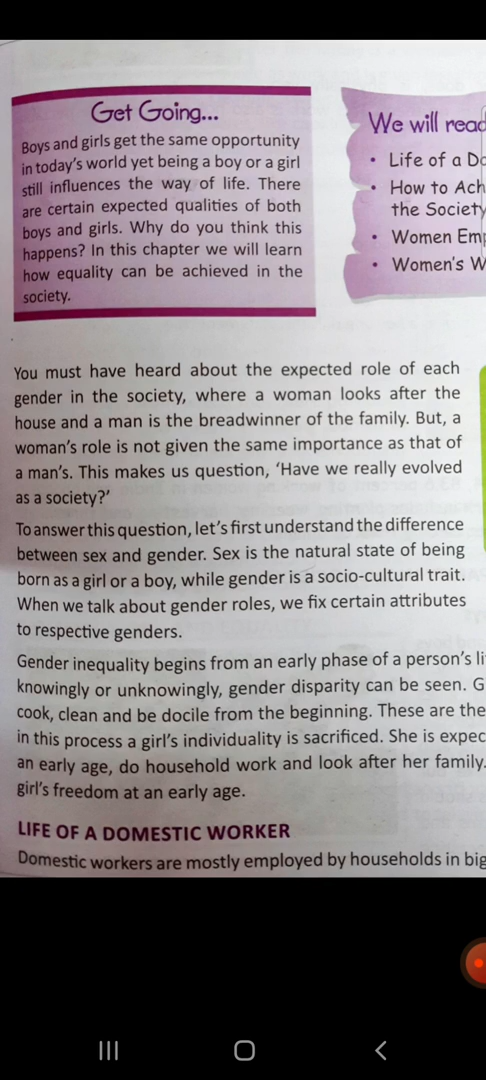 Get Going...
Boys and girls get the same opportunity
in today's world yet being a boy or a girl
still influences the way of life. There
are certain expected qualities of both
boys and girls. Why do you think this
happens? In this chapter we will learn
how equality can be achieved in the
society.
We will read
• Life of a Do
• How to Ach
the Society
• Women Emp
• Women's W
You must have heard about the expected role of each
gender in the society, where a woman looks after the
house and a man is the breadwinner of the family. But, a
woman's role is not given the same importance as that of
a man's. This makes us question, 'Have we really evolved
as a society?'
To answer this question, let's first understand the difference
between sex and gender. Sex is the natural state of being
born as a girl or a boy, while gender is a socio-cultural trait.
When we talk about gender roles, we fix certain attributes
to respective genders.
Gender inequality begins from an early phase of a person's li
knowingly or unknowingly, gender disparity can be seen. G
cook, clean and be docile from the beginning. These are the
in this process a girl's individuality is sacrificed. She is expec
an early age, do household work and look after her family.
girl's freedom at an early age.
LIFE OF A DOMESTIC WORKER
Domestic workers are mostly employed by households in big